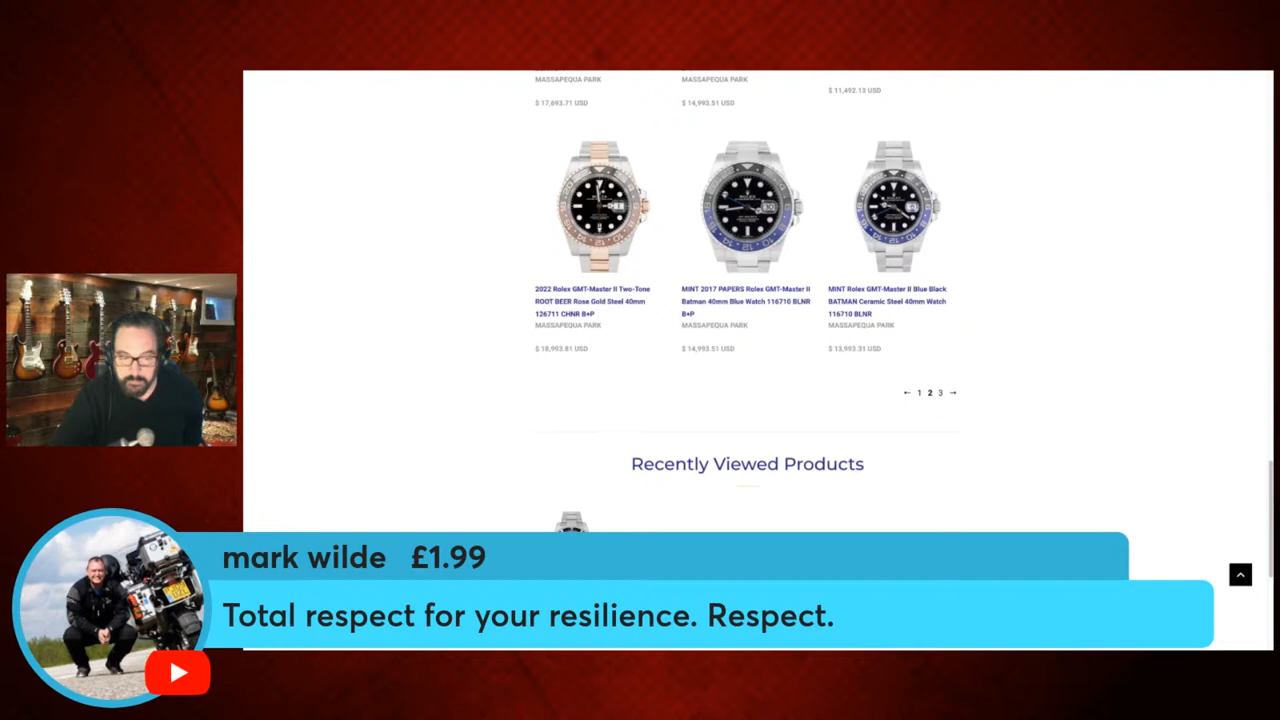 MASSAPEQUA PARK
MASSAPEQUA PARK
$ 11,492.13 USD
$ 17,693.71 USD
$ 14,993.51 USD
2022 Rolex GMT-Master II Two-Tone
ROOT BEER Rose Gold Steel 40mm
126711 CHNR B+P
MASSAPEQUA PARK
$ 18,993.81 USD
MINT 2017 PAPERS Rolex GMT-Master II
Batman 40mm Blue Watch 116710 BLNR
B+P
MASSAPEQUA PARK
$ 14,993.51 USD
MINT Rolex GMT-Master II Blue Black
BATMAN Ceramic Steel 40mm Watch
116710 BLNR
MASSAPEQUA PARK
$ 13,993.31 USD
← 1 2 3 →
Recently Viewed Products
mark wilde £1.99
Total respect for your resilience. Respect.